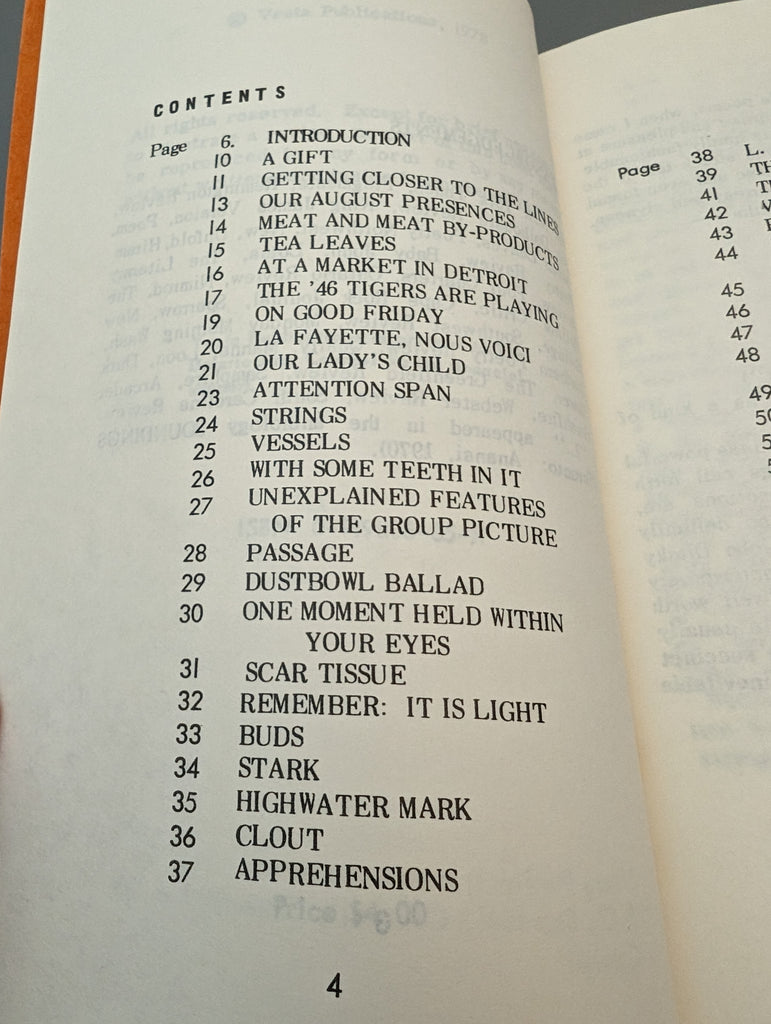 CONTENTS
Page 6. INTRODUCTION
10 A GIFT
11 GETTING CLOSER TO THE LINES
13 OUR AUGUST PRESENCES
14 MEAT AND MEAT BY-PRODUCTS
15 TEA LEAVES
16 AT A MARKET IN DETROIT
17 THE '46 TIGERS ARE PLAYING
19 ON GOOD FRIDAY
20 LA FAYETTE, NOUS VOICI
21 OUR LADY'S CHILD
23 ATTENTION SPAN
24 STRINGS
25 VESSELS
26 WITH SOME TEETH IN IT
27 UNEXPLAINED FEATURES
OF THE GROUP PICTURE
28 PASSAGE
29 DUSTBOWL BALLAD
30 ONE MOMENT HELD WITHIN
YOUR EYES
31 SCAR TISSUE
32 REMEMBER: IT IS LIGHT
33 BUDS
34 STARK
35 HIGHWATER MARK
36 CLOUT
37 APPREHENSIONS
4
Page 38 L.
39
41
42
43
44
45
46
47
48
49